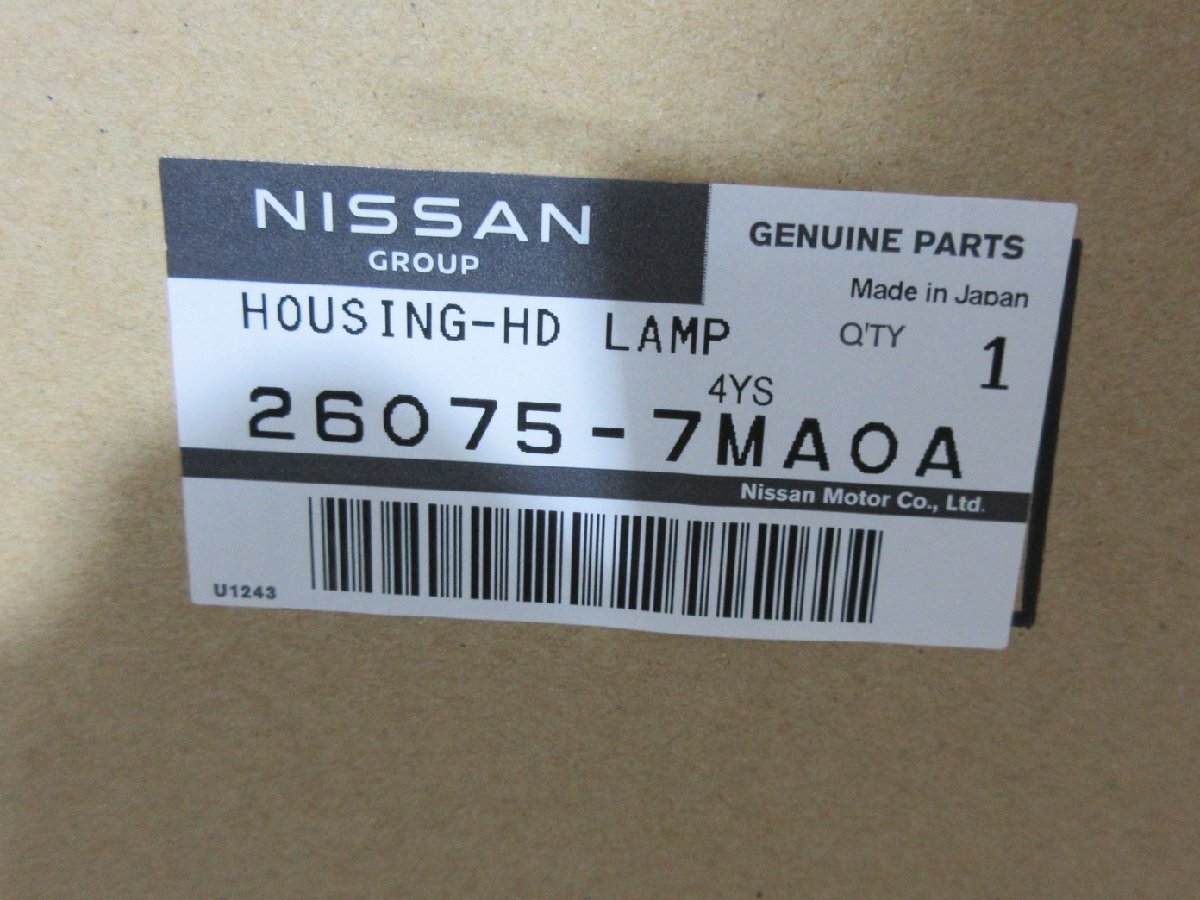 NISSAN
GROUP
GENUINE PARTS
Made in Japan
HOUSING-HD LAMP
Q'TY 1
4YS
26075-7MA0A
Nissan Motor Co., Ltd.
U1243